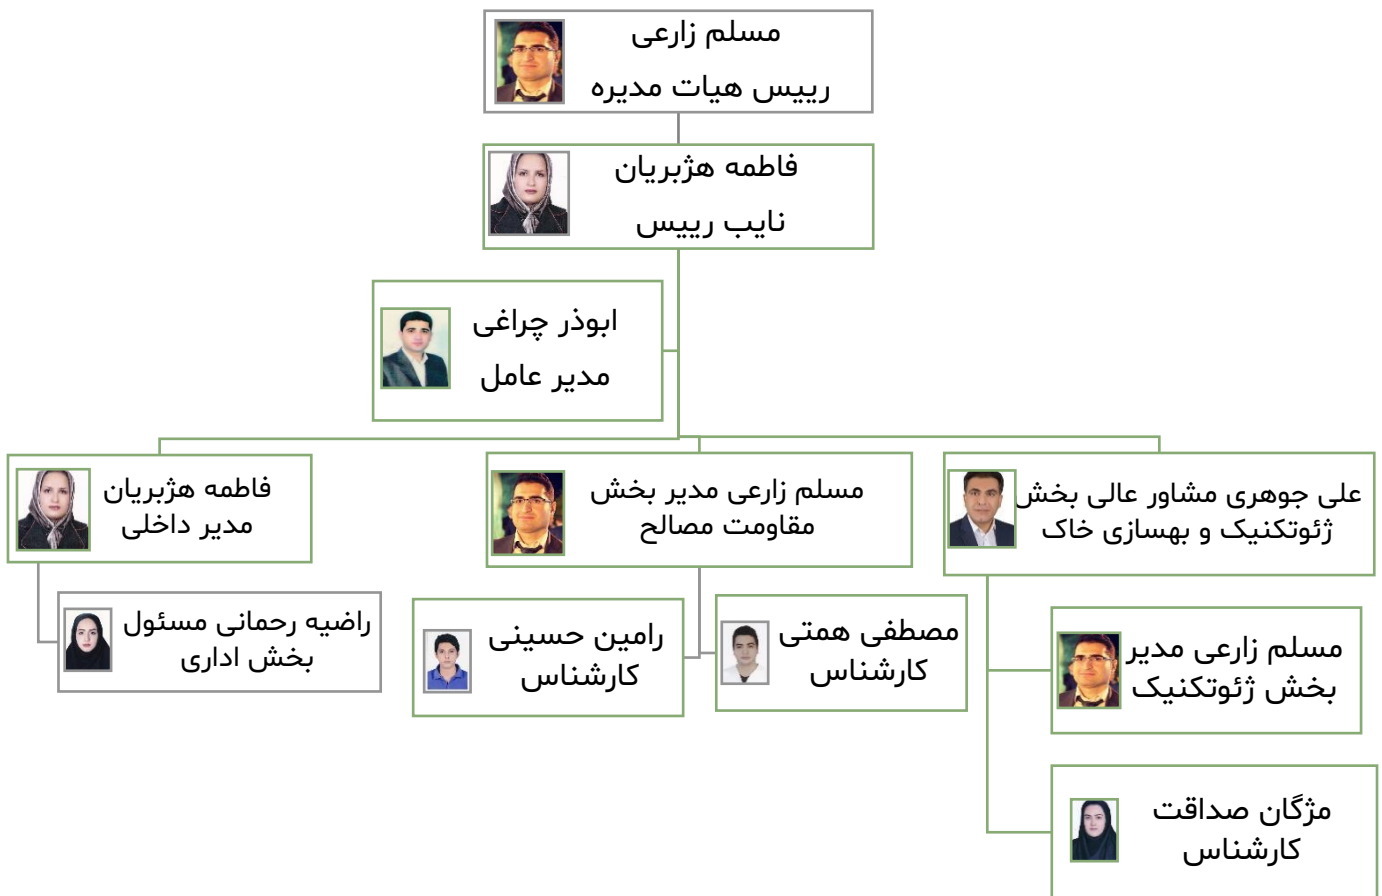 مسلم زارعی
رییس هیات مدیره
فاطمه هژبریان
نایب رییس
ابوذر چراغی
مدیر عامل
علی جوهری مشاور عالی بخش
ژئوتکنیک و بهسازی خاک
مسلم زارعی مدیر بخش
مقاومت مصالح
فاطمه هژبریان
مدیر داخلی
مسلم زارعی مدیر
بخش ژئوتکنیک
مژگان صداقت
کارشناس
مصطفی همتی
کارشناس
رامین حسینی
کارشناس
راضیه رحمانی مسئول
بخش اداری